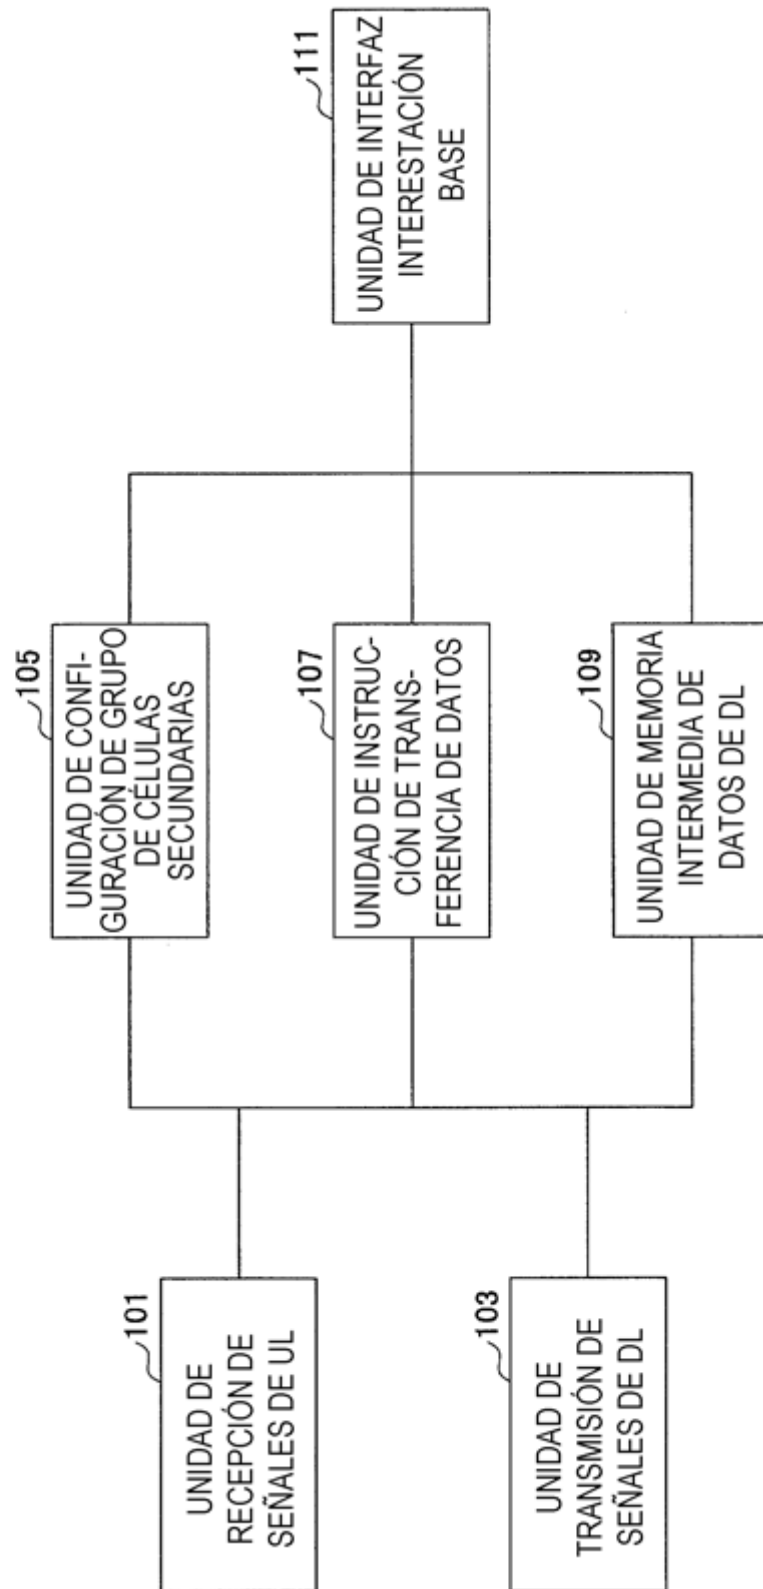 101
UNIDAD DE
RECEPCIÓN DE
SEÑALES DE UL
103
UNIDAD DE
TRANSMISIÓN DE
SEÑALES DE DL
105
UNIDAD DE CONFI-
GURACIÓN DE GRUPO
DE CÉLULAS
SECUNDARIAS
107
UNIDAD DE INSTRUC-
CIÓN DE TRANS-
FERENCIA DE DATOS
109
UNIDAD DE MEMORIA
INTERMEDIA DE
DATOS DE DL
111
UNIDAD DE INTERFAZ
INTERESTACIÓN
BASE